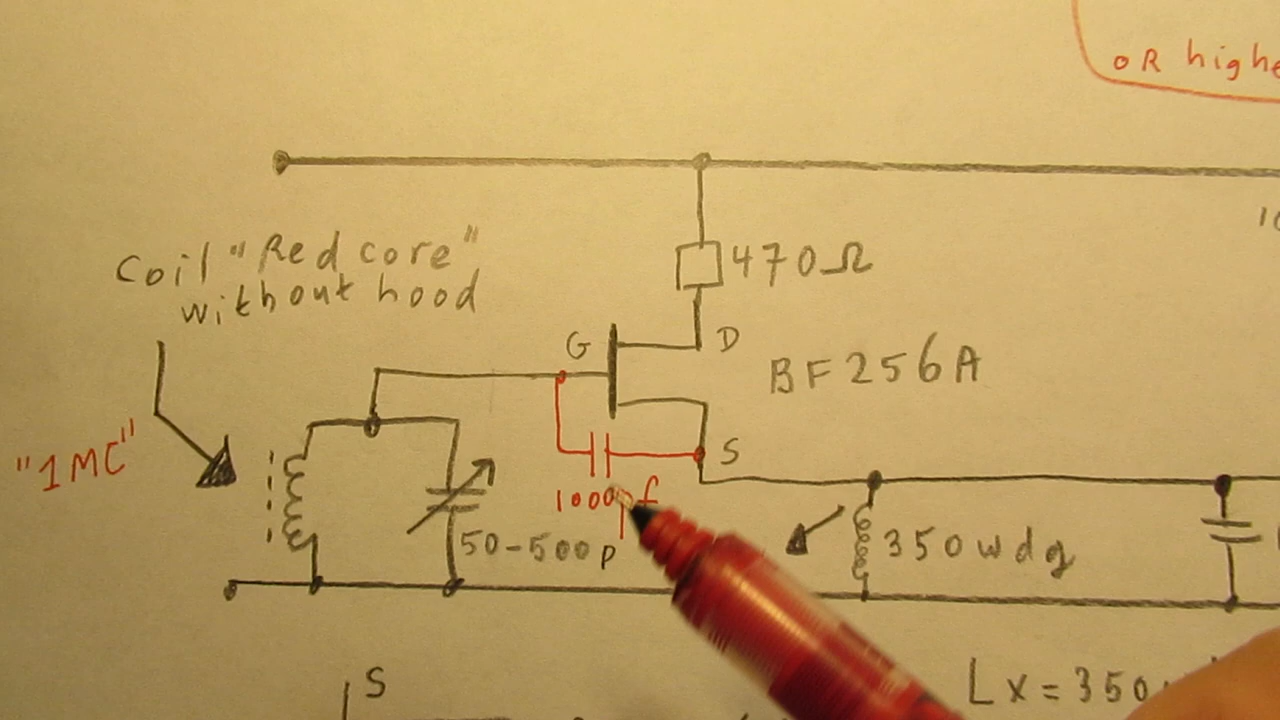 OR highe
Coil "Red core"
without hood
470Ω
G
D
BF256A
"1MC"
S
1000pf
50-500p
350wdg
S
Lx = 350